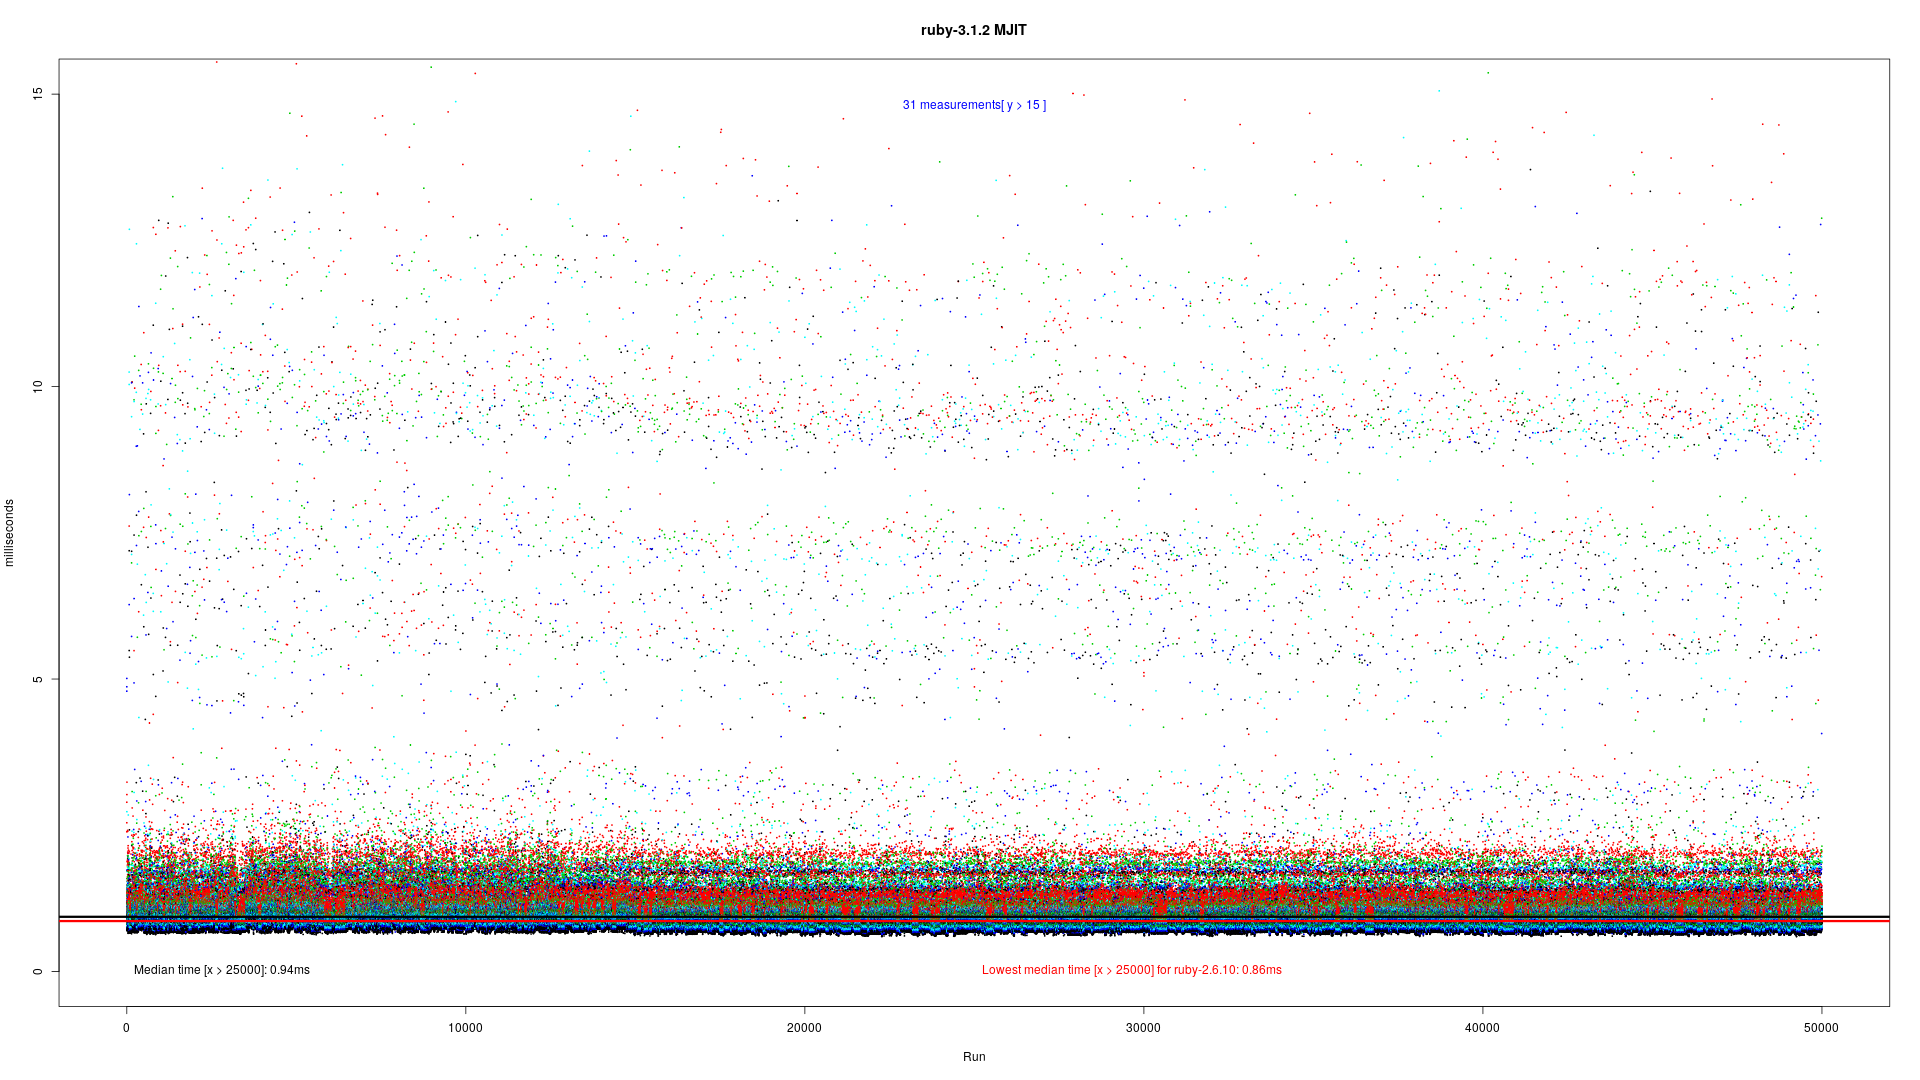 ruby-3.1.2 MJIT
31 measurements[ y > 15 ]
milliseconds
15
10
5
0
Median time [x > 25000]: 0.94ms
Lowest median time [x > 25000] for ruby-2.6.10: 0.86ms
0 10000 20000 30000 40000 50000
Run